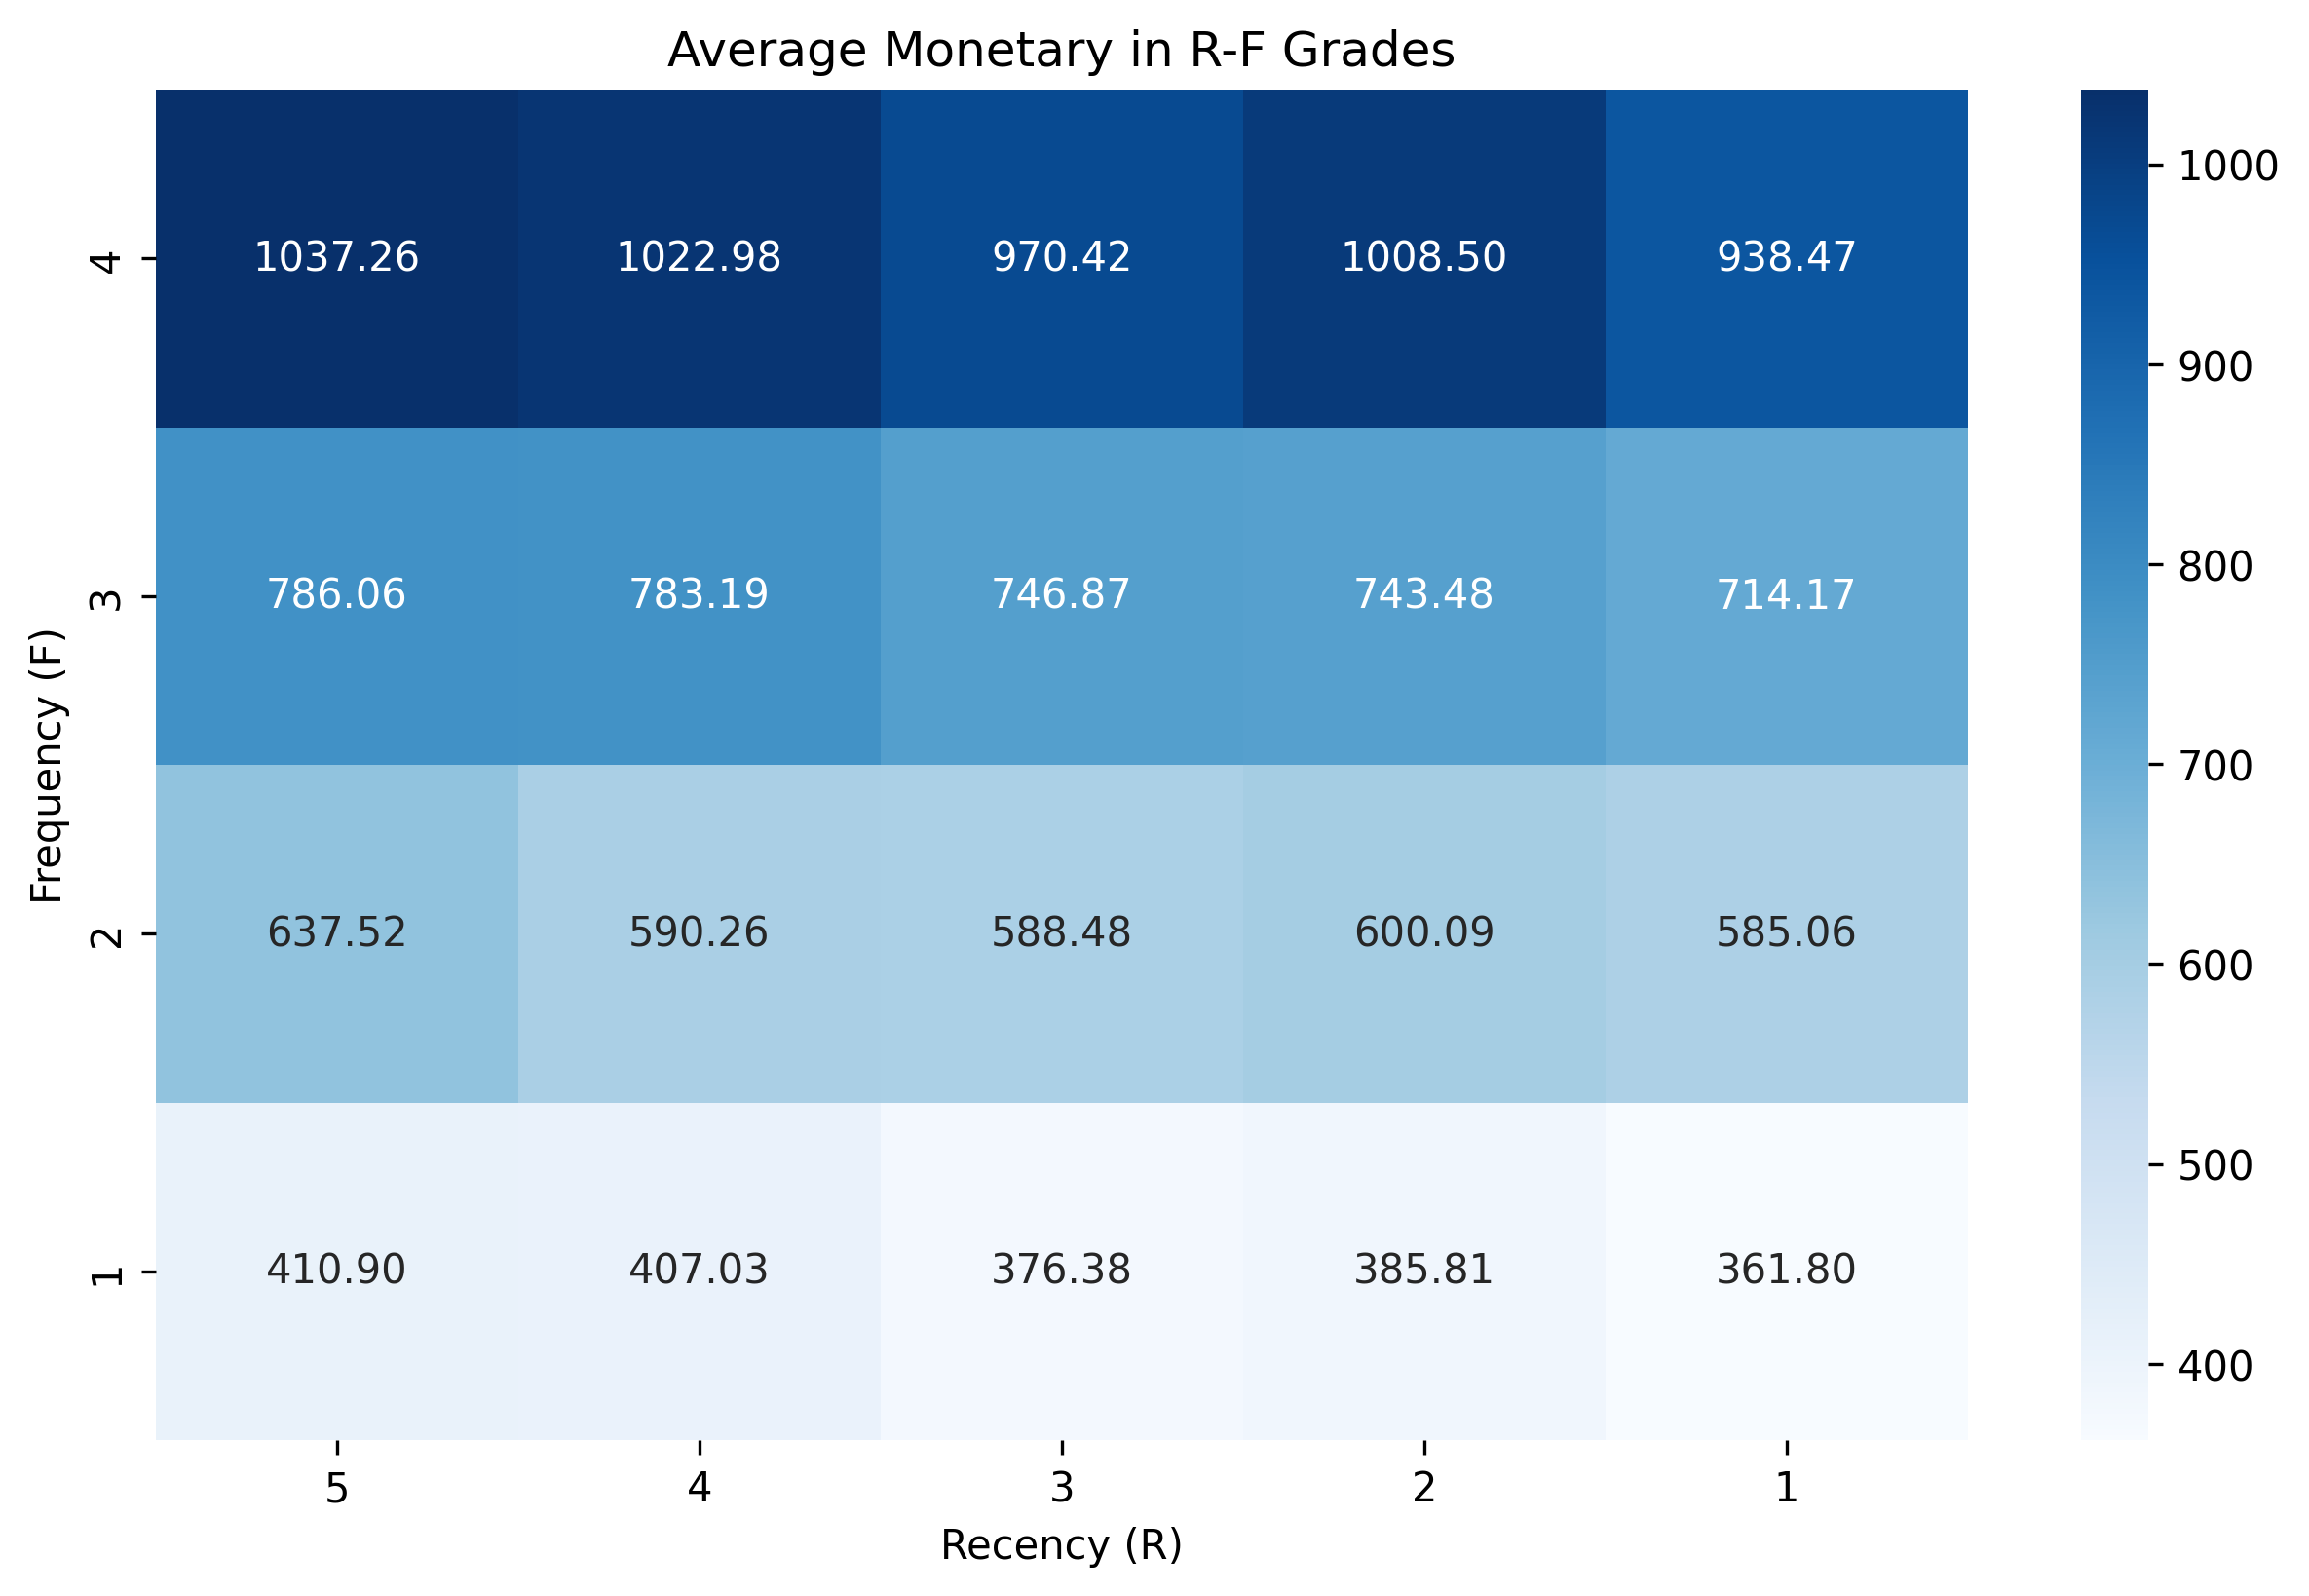 Average Monetary in R-F Grades
Frequency (F)
4
1037.26 1022.98 970.42 1008.50 938.47
3
786.06 783.19 746.87 743.48 714.17
2
637.52 590.26 588.48 600.09 585.06
1
410.90 407.03 376.38 385.81 361.80
5 4 3 2 1
Recency (R)
1000
900
800
700
600
500
400